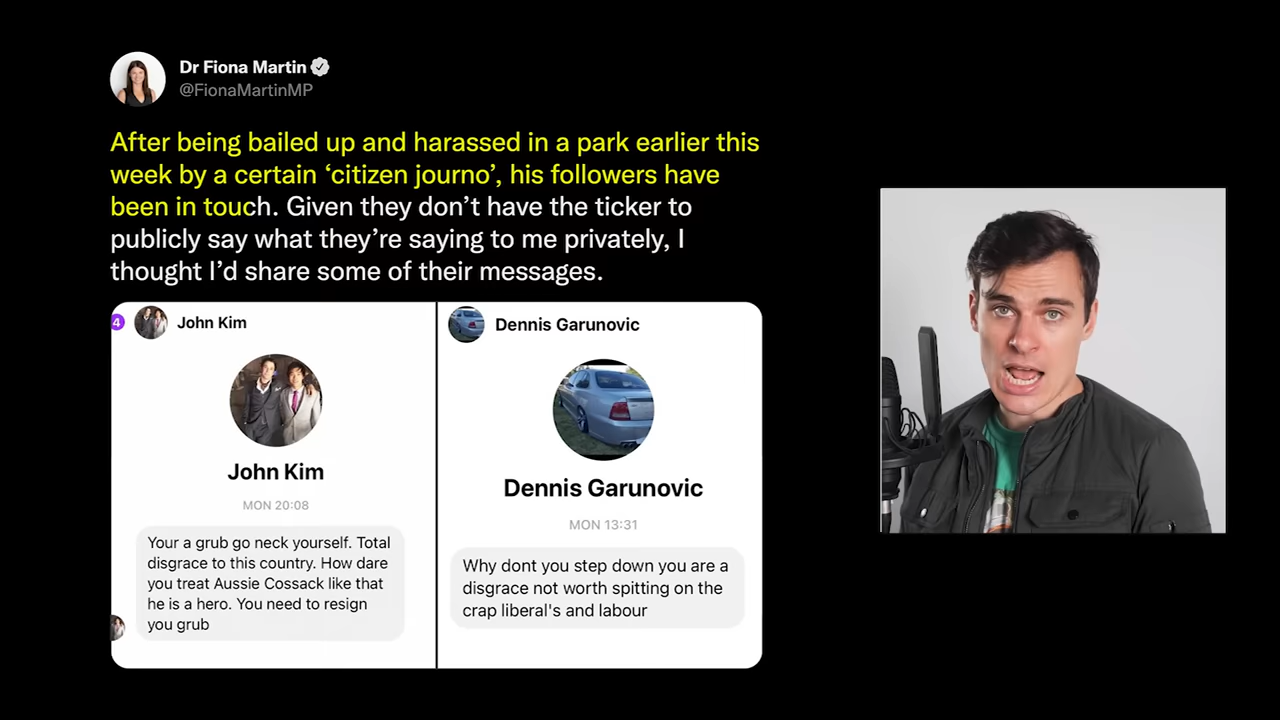 Dr Fiona Martin
@FionaMartinMP
After being bailed up and harassed in a park earlier this
week by a certain ‘citizen journo’, his followers have
been in touch. Given they don’t have the ticker to
publicly say what they’re saying to me privately, I
thought I’d share some of their messages.
4
John Kim
John Kim
MON 20:08
Your a grub go neck yourself. Total
disgrace to this country. How dare
you treat Aussie Cossack like that
he is a hero. You need to resign
you grub
Dennis Garunovic
Dennis Garunovic
MON 13:31
Why dont you step down you are a
disgrace not worth spitting on the
crap liberal's and labour